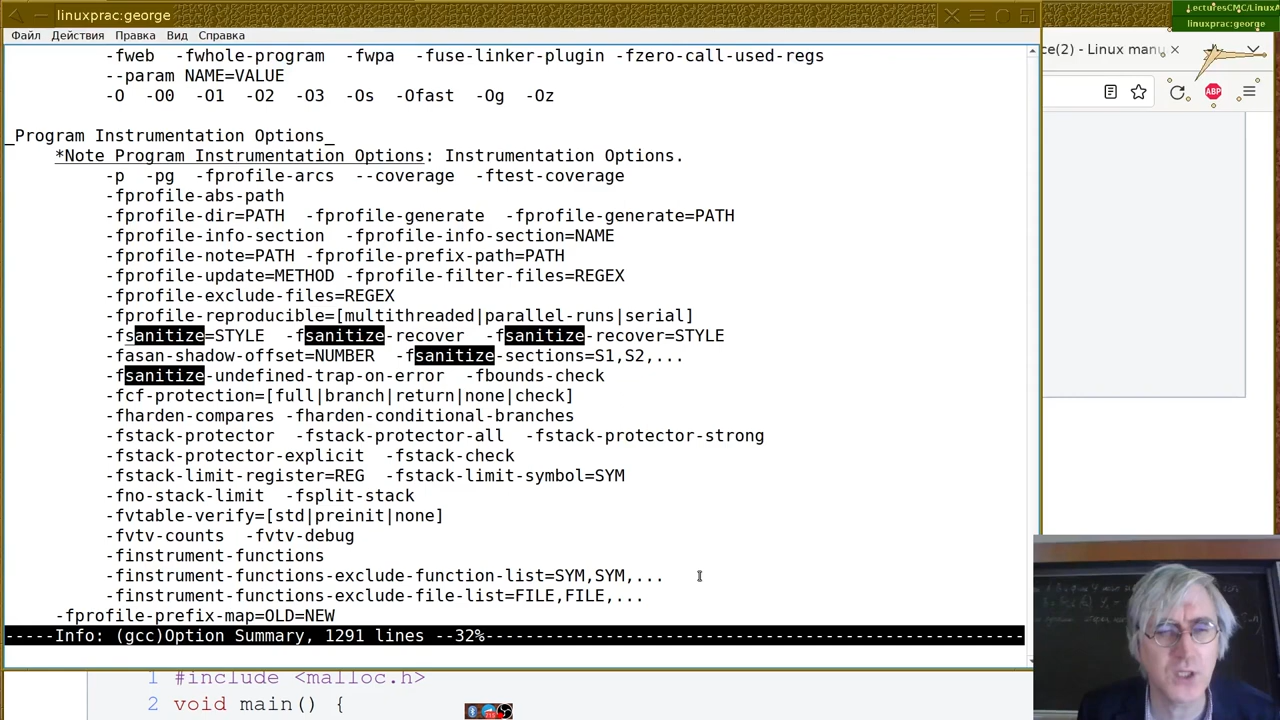 linuxprac:george
Файл Действия Правка Вид Справка
-fweb -fwhole-program -fwpa -fuse-linker-plugin -fzero-call-used-regs
--param NAME=VALUE
-O -O0 -O1 -O2 -O3 -Os -Ofast -Og -Oz
_Program Instrumentation Options_
*Note Program Instrumentation Options: Instrumentation Options.
-p -pg -fprofile-arcs --coverage -ftest-coverage
-fprofile-abs-path
-fprofile-dir=PATH -fprofile-generate -fprofile-generate=PATH
-fprofile-info-section -fprofile-info-section=NAME
-fprofile-note=PATH -fprofile-prefix-path=PATH
-fprofile-update=METHOD -fprofile-filter-files=REGEX
-fprofile-exclude-files=REGEX
-fprofile-reproducible=[multithreaded|parallel-runs|serial]
-fsanitize=STYLE -fsanitize-recover -fsanitize-recover=STYLE
-fasan-shadow-offset=NUMBER -fsanitize-sections=S1,S2,...
-fsanitize-undefined-trap-on-error -fbounds-check
-fcf-protection=[full|branch|return|none|check]
-fharden-compares -fharden-conditional-branches
-fstack-protector -fstack-protector-all -fstack-protector-strong
-fstack-protector-explicit -fstack-check
-fstack-limit-register=REG -fstack-limit-symbol=SYM
-fno-stack-limit -fsplit-stack
-fvtable-verify=[std|preinit|none]
-fvtv-counts -fvtv-debug
-finstrument-functions
-finstrument-functions-exclude-function-list=SYM,SYM,...
-finstrument-functions-exclude-file-list=FILE,FILE,...
-fprofile-prefix-map=OLD=NEW
-----Info: (gcc)Option Summary, 1291 lines --32%------------------------------------------------------
1 #include <malloc.h>
2 void main() {
LecturesCMC/LinuxA
linuxprac:george
ce(2) - Linux manu
ABP